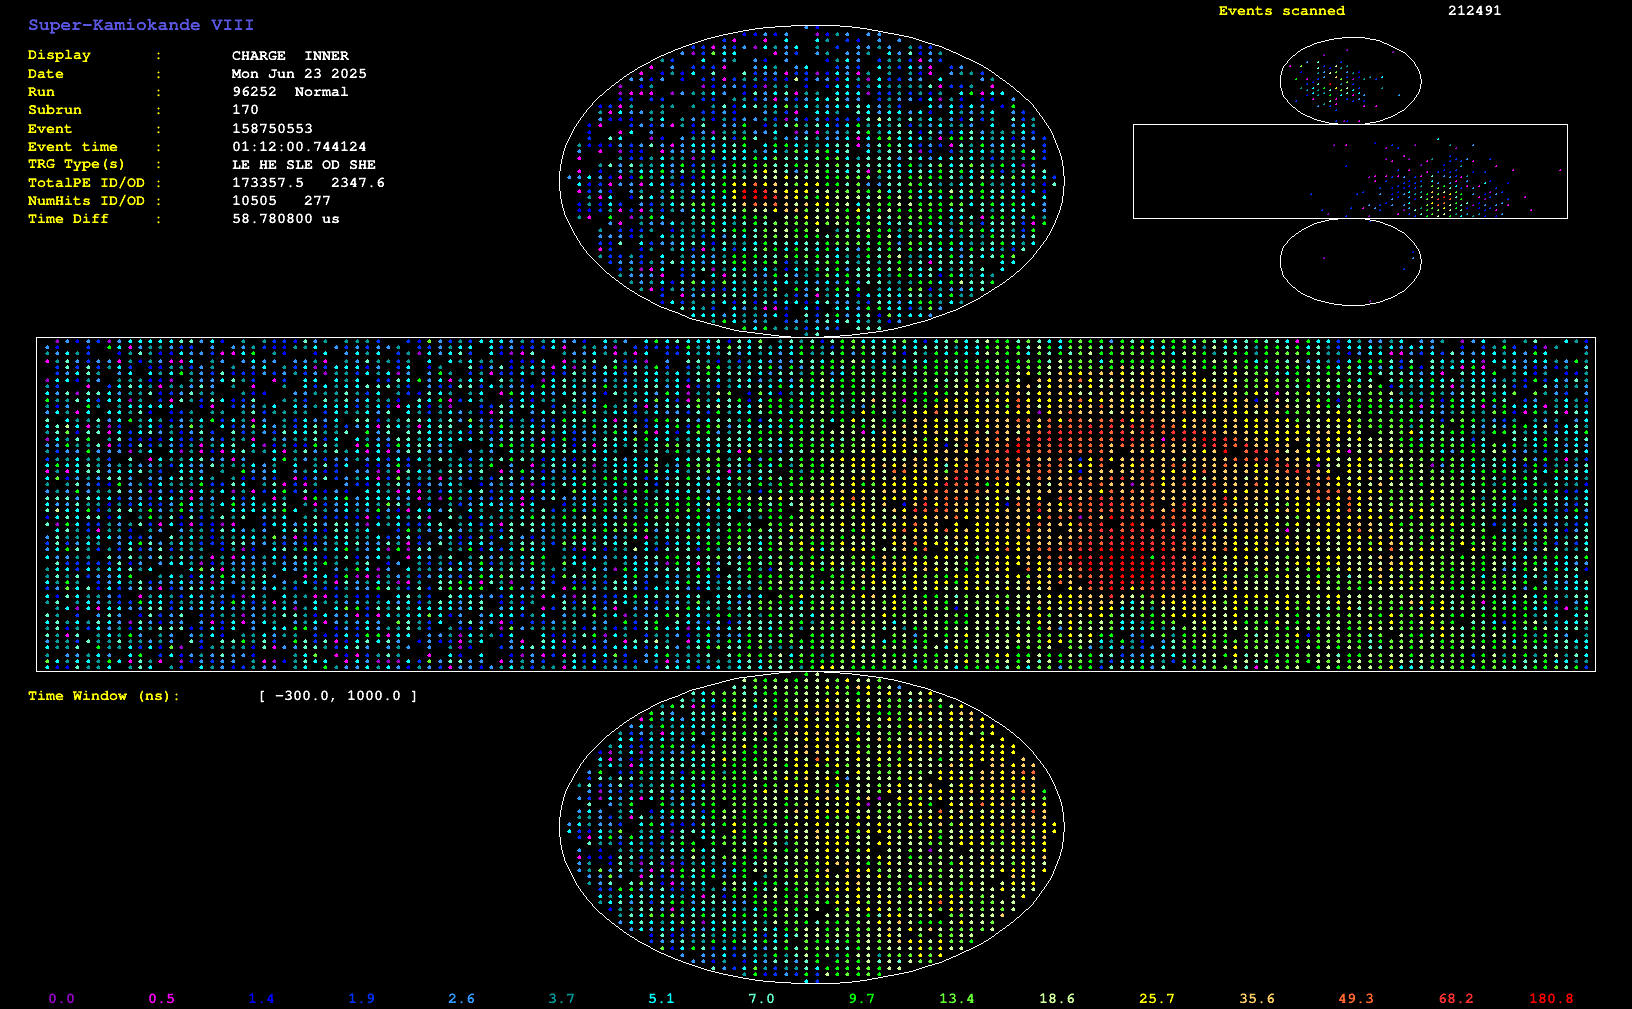 Super-Kamiokande VIII
Events scanned 212491
Display : CHARGE INNER
Date : Mon Jun 23 2025
Run : 96252 Normal
Subrun : 170
Event : 158750553
Event time : 01:12:00.744124
TRG Type(s) : LE HE SLE OD SHE
TotalPE ID/OD : 173357.5 2347.6
NumHits ID/OD : 10505 277
Time Diff : 58.780800 us
Time Window (ns): [ -300.0, 1000.0 ]
0.0 0.5 1.4 1.9 2.6 3.7 5.1 7.0 9.7 13.4 18.6 25.7 35.6 49.3 68.2 180.8